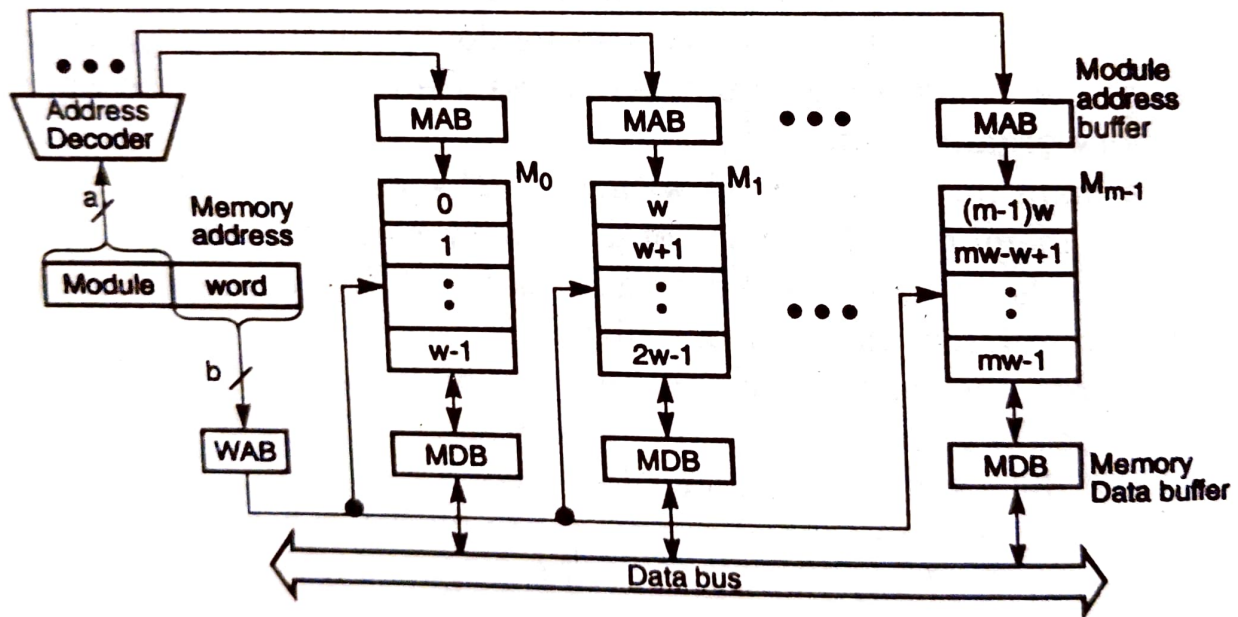 Address
Decoder
a
Memory
address
Module word
b
WAB
MAB
M0
0
1
w-1
MDB
MAB
M1
w
w+1
2w-1
MDB
Module
address
buffer
MAB
Mm-1
(m-1)w
mw-w+1
mw-1
MDB
Memory
Data buffer
Data bus